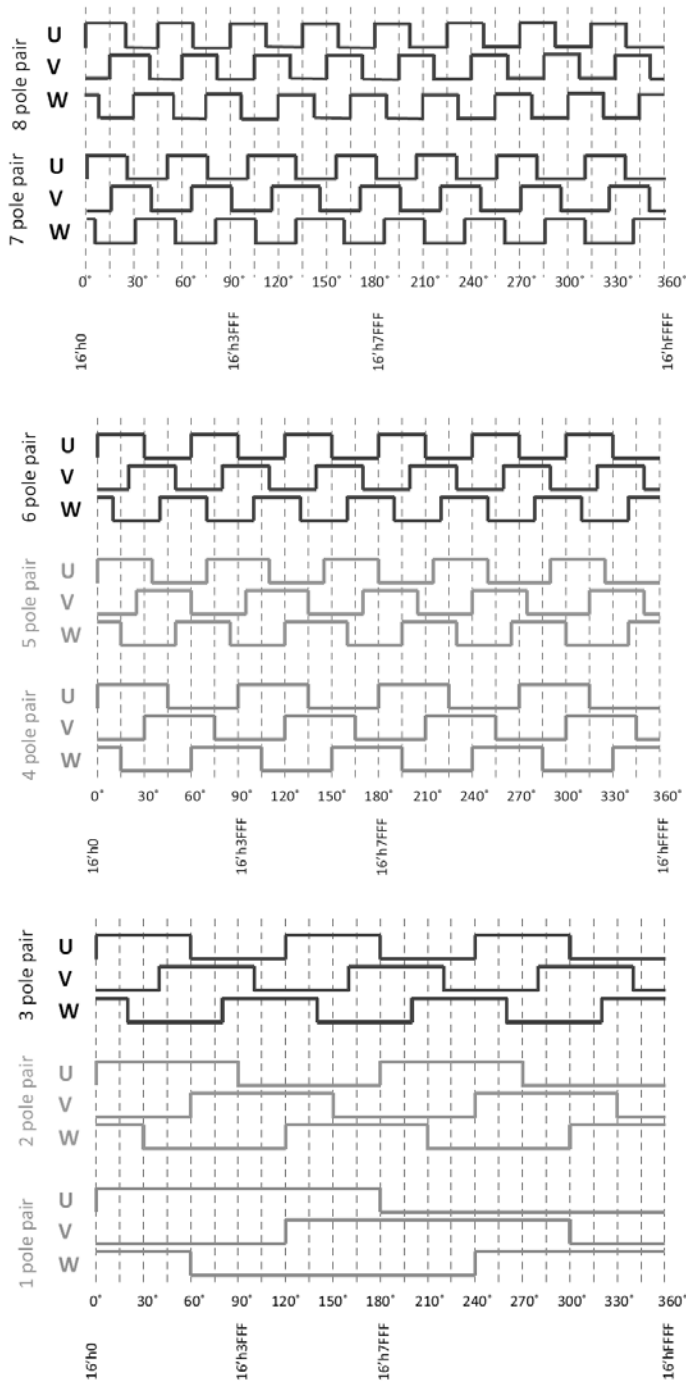 8 pole pair
U
V
W
7 pole pair
U
V
W
0° 30° 60° 90° 120° 150° 180° 210° 240° 270° 300° 330° 360°
16'h0 16'h3FFF 16'h7FFF 16'hFFFF
6 pole pair
U
V
W
5 pole pair
U
V
W
4 pole pair
U
V
W
0° 30° 60° 90° 120° 150° 180° 210° 240° 270° 300° 330° 360°
16'h0 16'h3FFF 16'h7FFF 16'hFFFF
3 pole pair
U
V
W
2 pole pair
U
V
W
1 pole pair
U
V
W
0° 30° 60° 90° 120° 150° 180° 210° 240° 270° 300° 330° 360°
16'h0 16'h3FFF 16'h7FFF 16'hFFFF